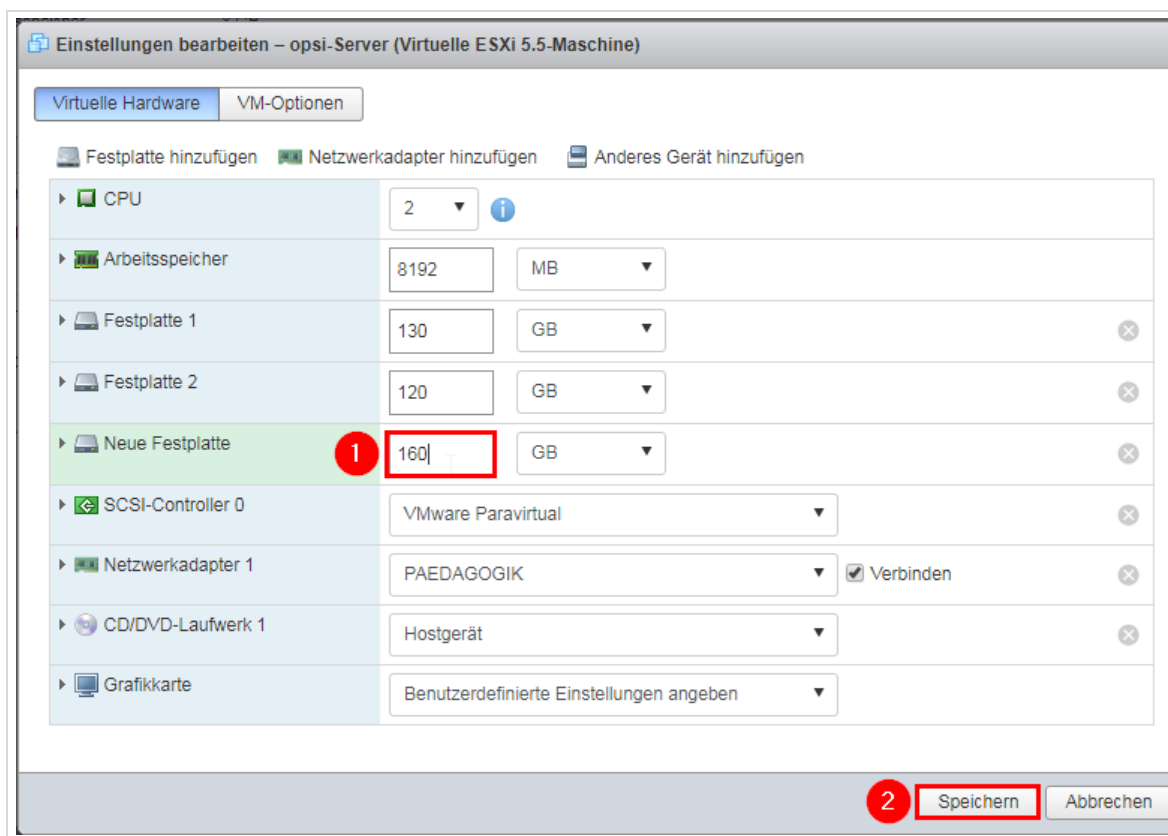 Einstellungen bearbeiten – opsi-Server (Virtuelle ESXi 5.5-Maschine)
Virtuelle Hardware VM-Optionen
Festplatte hinzufügen Netzwerkadapter hinzufügen Anderes Gerät hinzufügen
CPU 2
Arbeitsspeicher 8192 MB
Festplatte 1 130 GB
Festplatte 2 120 GB
Neue Festplatte 1 160 GB
SCSI-Controller 0 VMware Paravirtual
Netzwerkadapter 1 PAEDAGOGIK Verbinden
CD/DVD-Laufwerk 1 Hostgerät
Grafikkarte Benutzerdefinierte Einstellungen angeben
2 Speichern Abbrechen